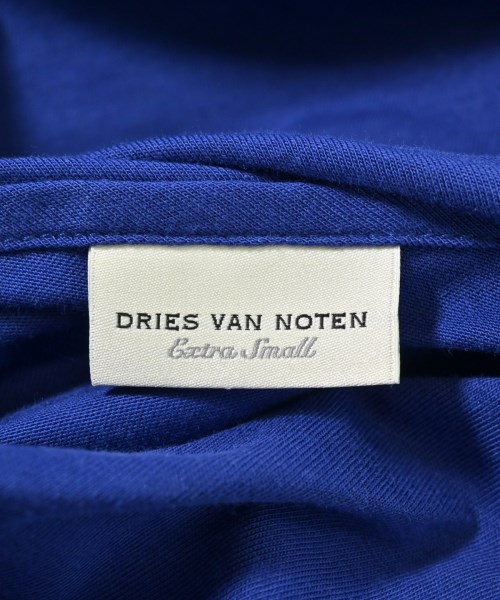 DRIES VAN NOTEN
Extra Small